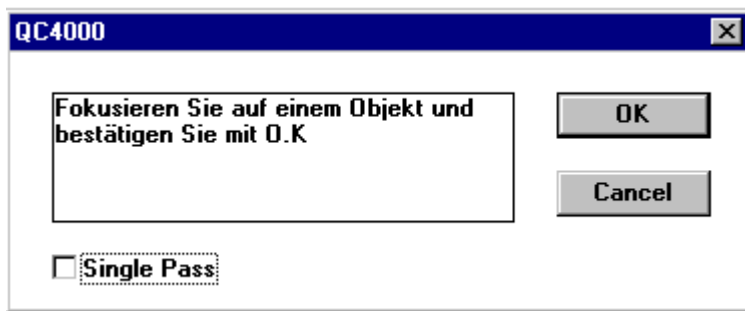 QC4000
Fokusieren Sie auf einem Objekt und
bestätigen Sie mit O.K
OK
Cancel
Single Pass